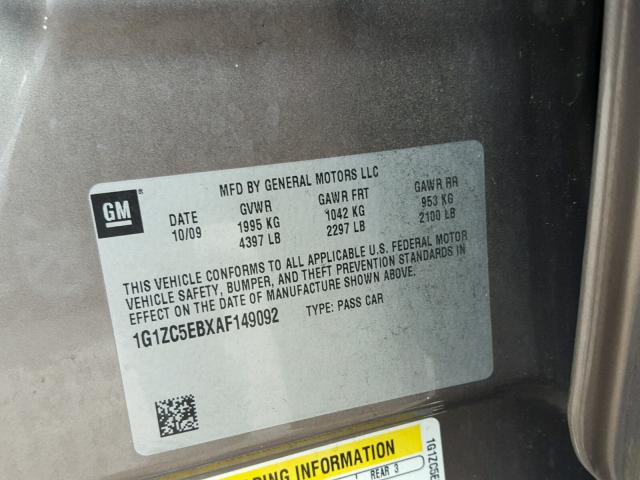 MFD BY GENERAL MOTORS LLC
GM
DATE GVWR GAWR FRT GAWR RR
10/09 1995 KG 1042 KG 953 KG
4397 LB 2297 LB 2100 LB
THIS VEHICLE CONFORMS TO ALL APPLICABLE U.S. FEDERAL MOTOR
VEHICLE SAFETY, BUMPER, AND THEFT PREVENTION STANDARDS IN
EFFECT ON THE DATE OF MANUFACTURE SHOWN ABOVE.
1G1ZC5EBXAF149092 TYPE: PASS CAR
INFORMATION
REAR 3
1G1ZC5E